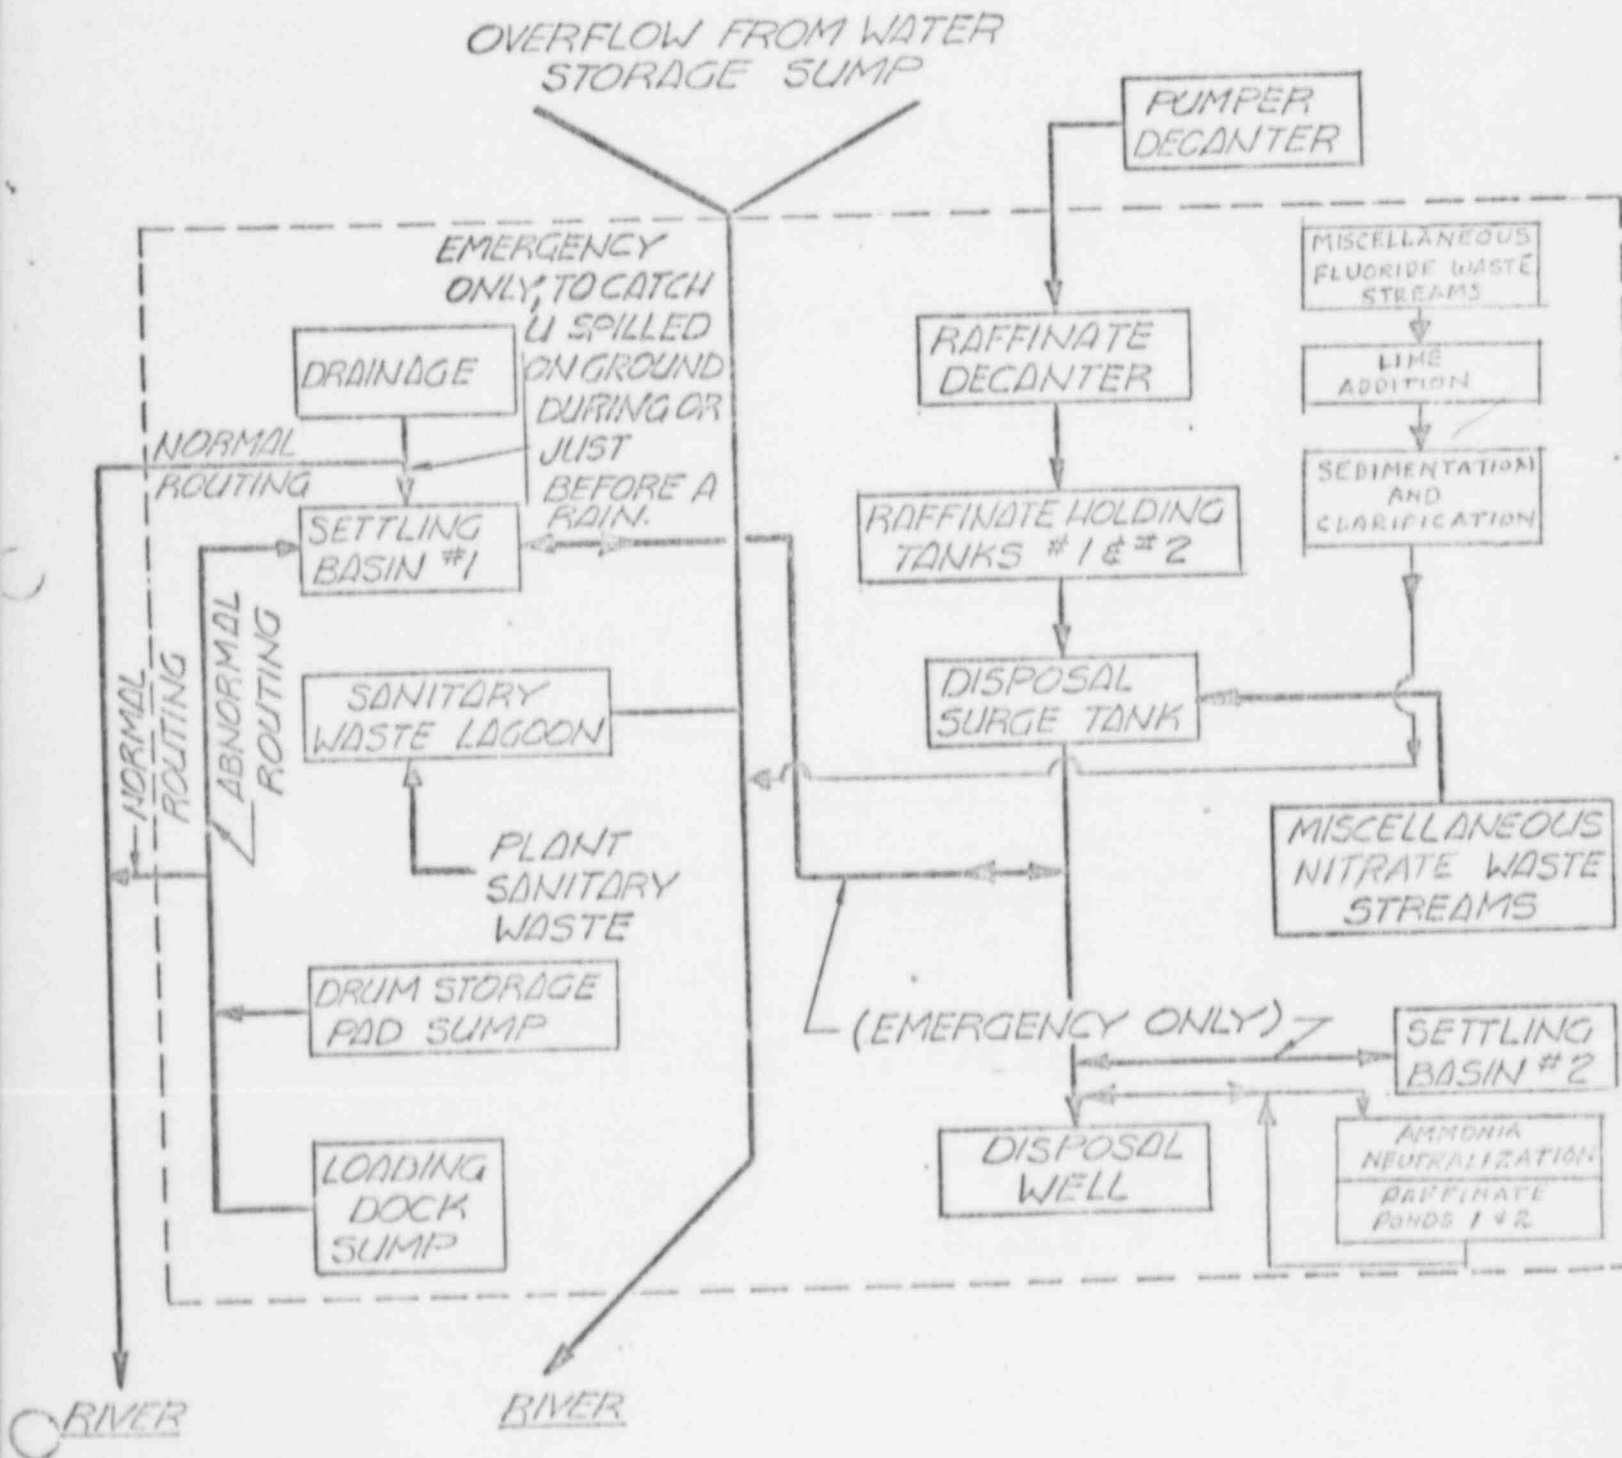 OVERFLOW FROM WATER
STORAGE SUMP
PUMPER
DECANTER
EMERGENCY
ONLY, TO CATCH
U SPILLED
ON GROUND
DURING OR
JUST
BEFORE A
RAIN.
MISCELLANEOUS
FLUORIDE WASTE
STREAMS
DRAINAGE
RAFFINATE
DECANTER
LIME
ADDITION
NORMAL
ROUTING
SEDIMENTATION
AND
CLARIFICATION
SETTLING
BASIN #1
RAFFINATE HOLDING
TANKS #1 & #2
NORMAL
ROUTING
ABNORMAL
ROUTING
SANITARY
WASTE LAGOON
DISPOSAL
SURGE TANK
PLANT
SANITARY
WASTE
MISCELLANEOUS
NITRATE WASTE
STREAMS
DRUM STORAGE
PAD SUMP
(EMERGENCY ONLY)
SETTLING
BASIN #2
LOADING
DOCK
SUMP
DISPOSAL
WELL
AMMONIA
NEUTRALIZATION
RAFFINATE
PONDS 1 & 2
RIVER
RIVER